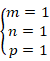 m = 1
n = 1
p = 1